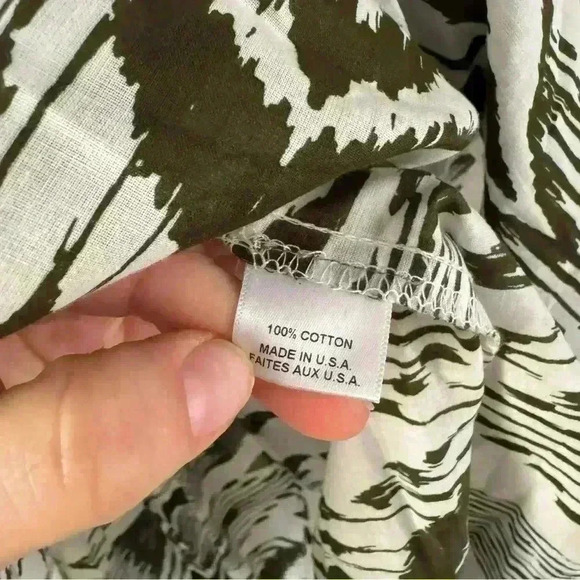 100% COTTON
MADE IN U.S.A.
FAITES AUX U.S.A.